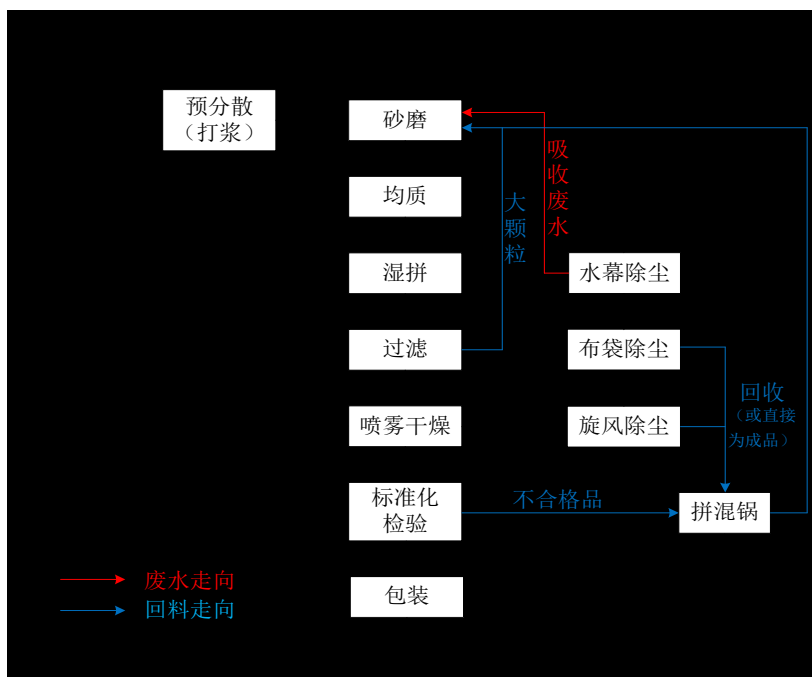 预分散
（打浆）
砂磨
均质
湿拼
过滤
喷雾干燥
标准化
检验
包装
大颗粒
吸收废水
水幕除尘
布袋除尘
旋风除尘
回收
（或直接
为成品）
不合格品
拼混锅
废水走向
回料走向